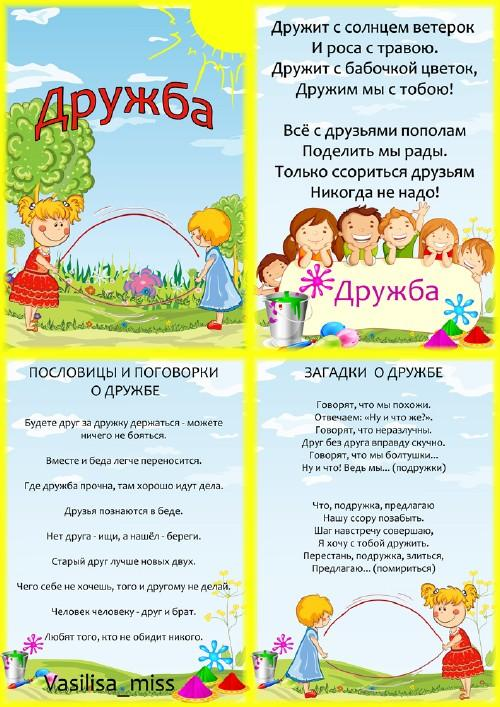 Дружба
Дружит с солнцем ветерок
И роса с травою.
Дружит с бабочкой цветок,
Дружим мы с тобою!
Всё с друзьями пополам
Поделить мы рады.
Только ссориться друзьям
Никогда не надо!
Дружба
ПОСЛОВИЦЫ И ПОГОВОРКИ
О ДРУЖБЕ
Будете друг за дружку держаться - можете
ничего не бояться.
Вместе и беда легче переносится.
Где дружба прочна, там хорошо идут дела.
Друзья познаются в беде.
Нет друга - ищи, а нашёл - береги.
Старый друг лучше новых двух.
Чего себе не хочешь, того и другому не делай.
Человек человеку - друг и брат.
Любят того, кто не обидит никого.
Vasilisa_miss
ЗАГАДКИ О ДРУЖБЕ
Говорят, что мы похожи.
Отвечаем: «Ну и что же?».
Говорят, что неразлучны.
Друг без друга вправду скучно.
Говорят, что мы болтушки...
Ну и что! Ведь мы... (подружки)
Что, подружка, предлагаю
Нашу ссору позабыть.
Шаг навстречу совершаю,
Я хочу с тобой дружить.
Перестань, подружка, злиться,
Предлагаю... (помириться)